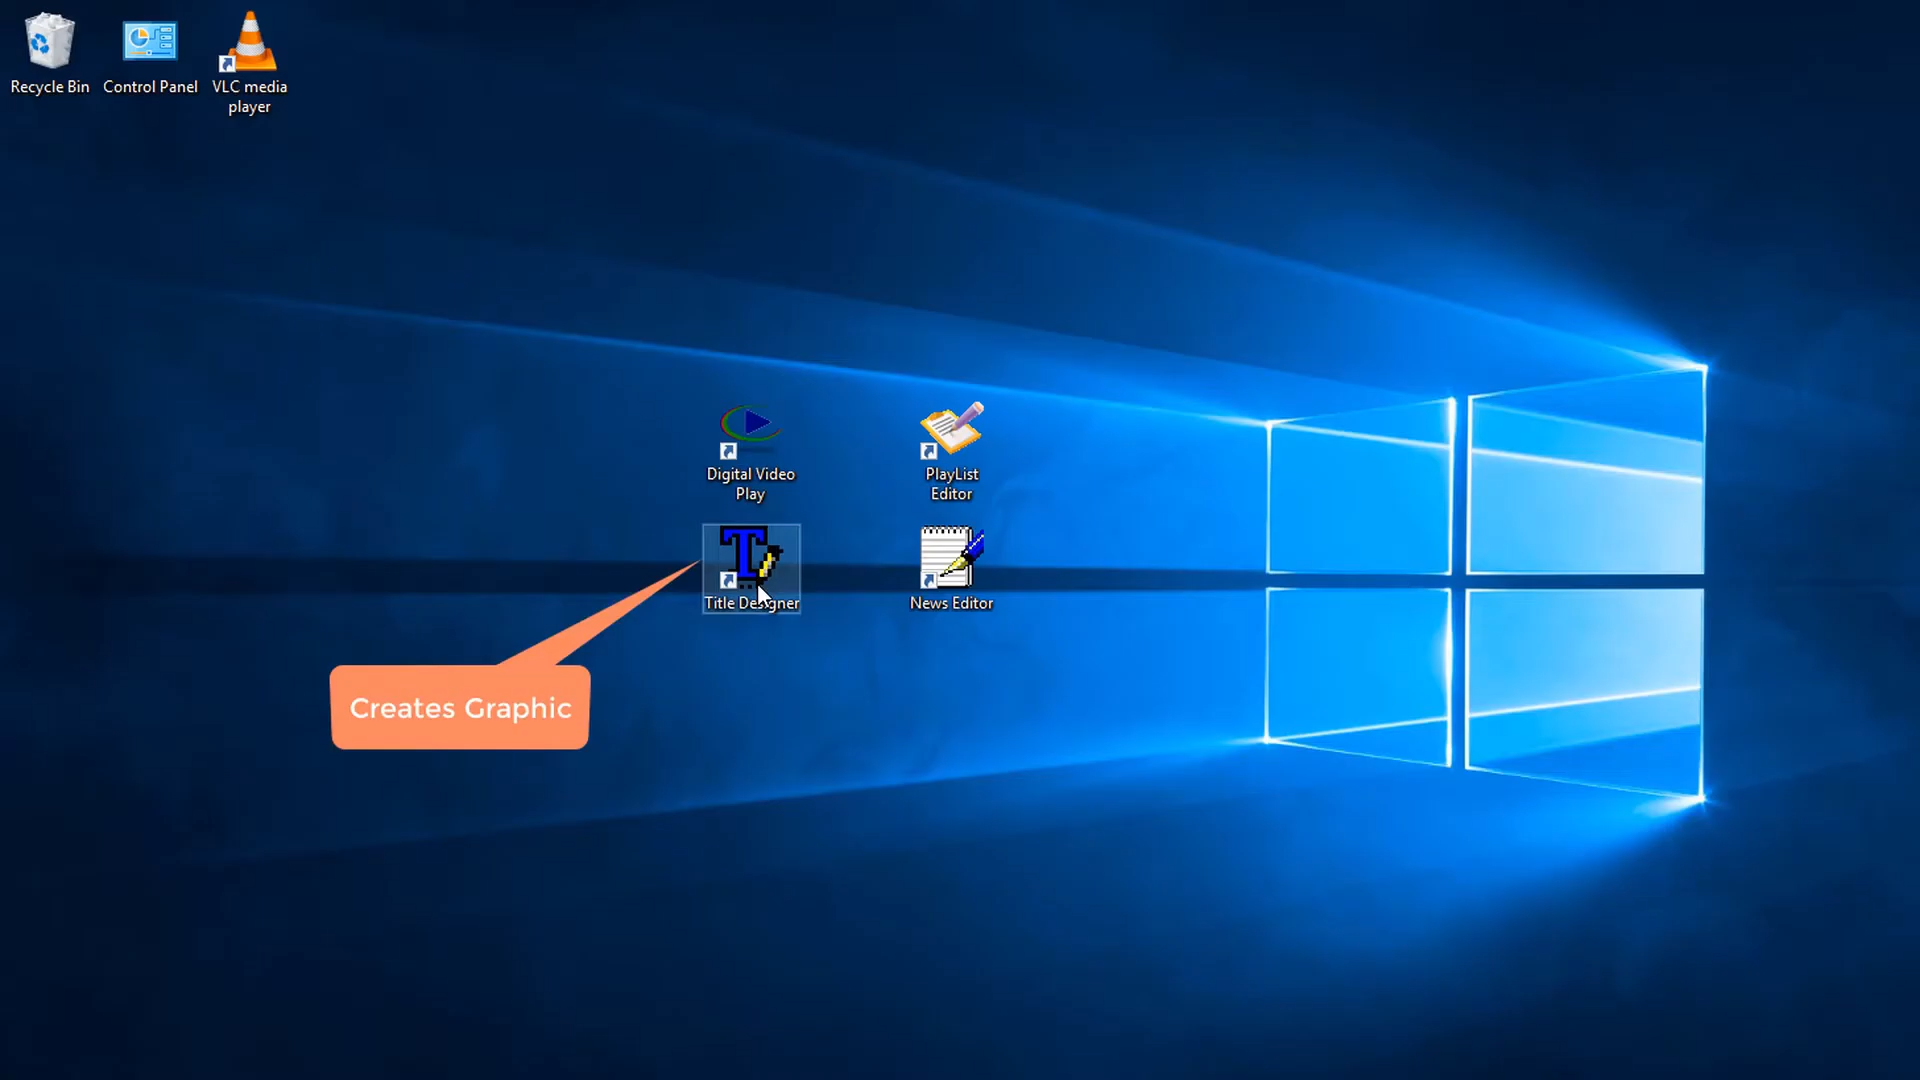 Recycle Bin
Control Panel
VLC media
player
Digital Video
Play
PlayList
Editor
Title Designer
News Editor
Creates Graphic